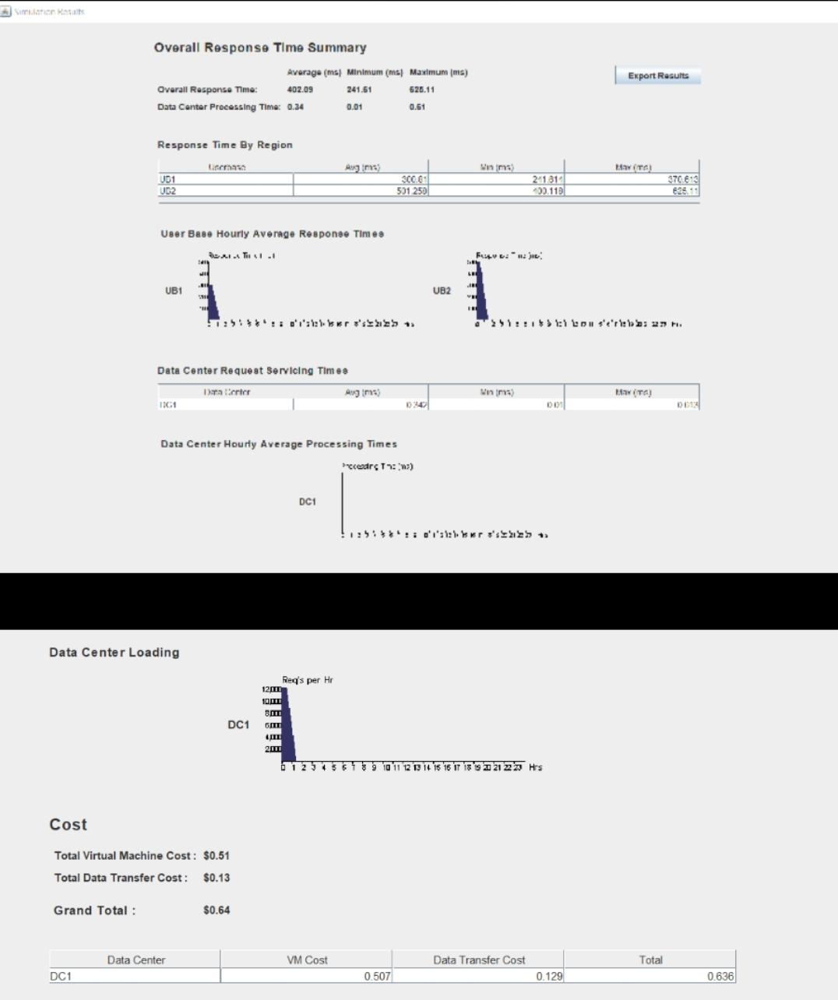 Simulation Results
Overall Response Time Summary
Average (ms) Minimum (ms) Maximum (ms)
Export Results
Overall Response Time: 402.09 241.61 625.11
Data Center Processing Time: 0.34 0.01 0.61
Response Time By Region
Userbase Avg (ms) Min (ms) Max (ms)
UB1 300.81 241.614 370.613
UB2 501.259 400.119 625.11
User Base Hourly Average Response Times
Response Time (ms)
UB1
UB2
Data Center Request Servicing Times
Data Center Avg (ms) Min (ms) Max (ms)
DC1 0.342 0.01 0.613
Data Center Hourly Average Processing Times
Processing Time (ms)
DC1
Data Center Loading
Req's per Hr
12,000
10,000
8,000
DC1 6,000
4,000
2,000
0 1 2 3 4 5 6 7 8 9 10 11 12 13 14 15 16 17 18 19 20 21 22 23 Hrs
Cost
Total Virtual Machine Cost : $0.51
Total Data Transfer Cost : $0.13
Grand Total : $0.64
Data Center VM Cost Data Transfer Cost Total
DC1 0.507 0.129 0.636